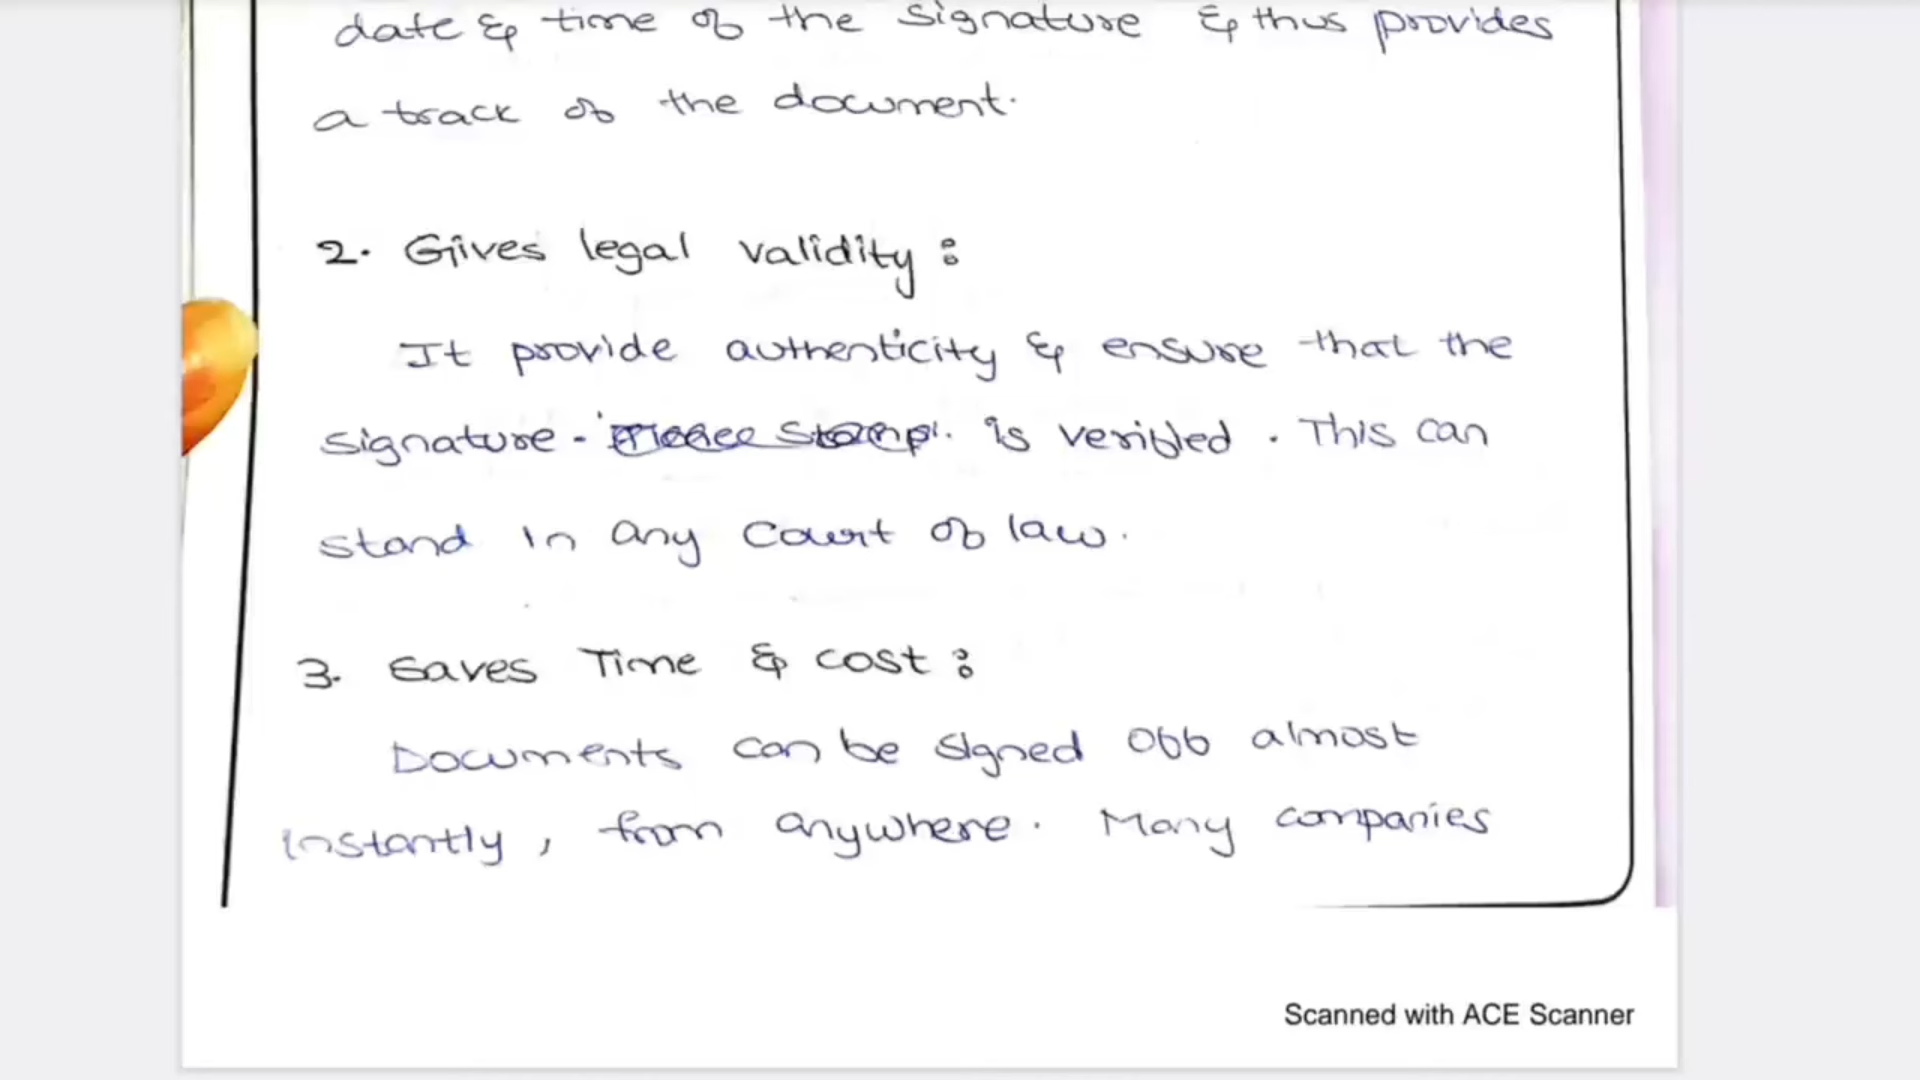 date & time of the Signature & thus provides
a track of the document.
2. Gives legal validity :
It provide authenticity & ensure that the
signature - is verified . This can
stand in any Court of law.
3. Saves Time & cost :
Documents can be signed off almost
instantly , from anywhere . Many companies
Scanned with ACE Scanner